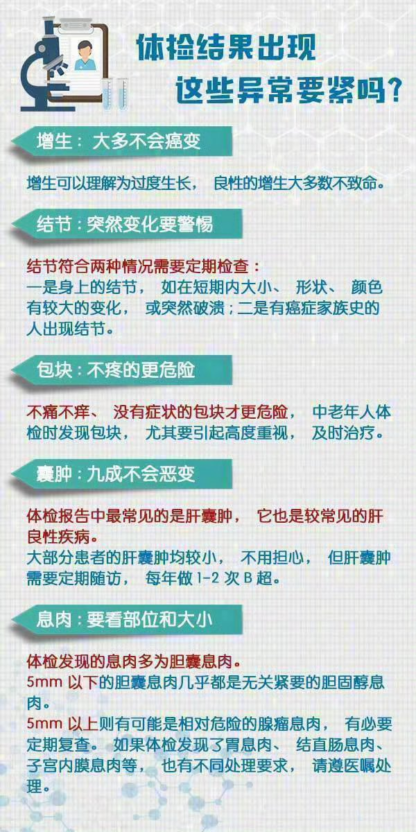 体检结果出现
这些异常要紧吗?
增生：大多不会癌变
增生可以理解为过度生长，良性的增生大多数不致命。
结节：突然变化要警惕
结节符合两种情况需要定期检查：
一是身上的结节，如在短期内大小、形状、颜色
有较大的变化，或突然破溃；二是有癌症家族史的
人出现结节。
包块：不疼的更危险
不痛不痒、没有症状的包块才更危险，中老年人体
检时发现包块，尤其要引起高度重视，及时治疗。
囊肿：九成不会恶变
体检报告中最常见的是肝囊肿，它也是较常见的肝
良性疾病。
大部分患者的肝囊肿均较小，不用担心，但肝囊肿
需要定期随访，每年做1-2次B超。
息肉：要看部位和大小
体检发现的息肉多为胆囊息肉。
5mm以下的胆囊息肉几乎都是无关紧要的胆固醇息
肉。
5mm以上则有可能是相对危险的腺瘤息肉，有必要
定期复查。如果体检发现了胃息肉、结直肠息肉、
子宫内膜息肉等，也有不同处理要求，请遵医嘱处
理。